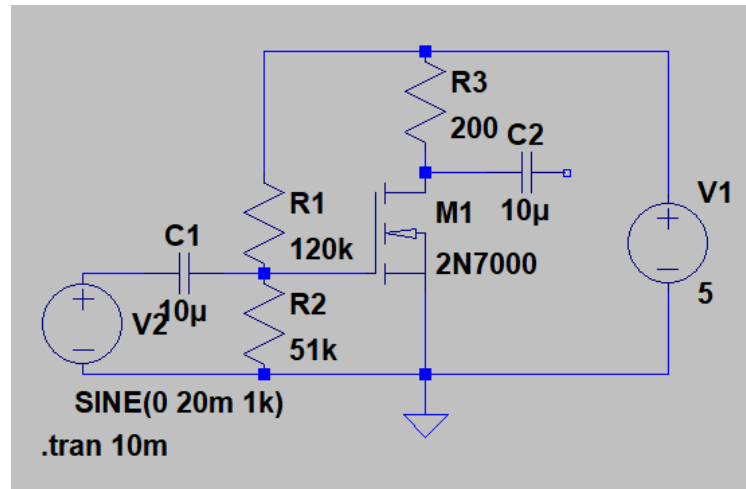 R3
200
C2
10µ
V1
5
R1
120k
M1
2N7000
C1
10µ
V2
R2
51k
SINE(0 20m 1k)
.tran 10m